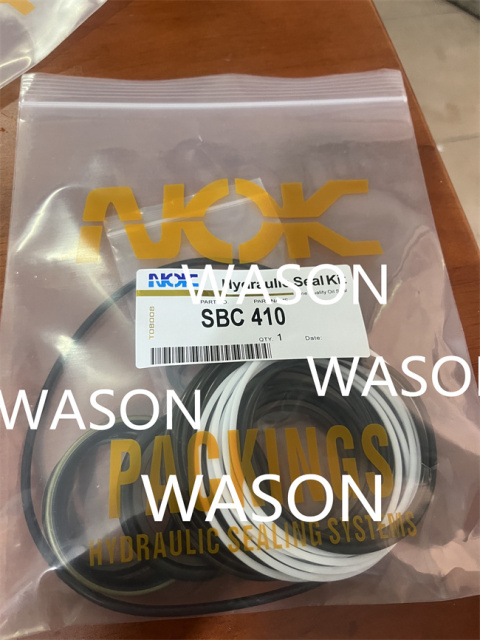 NOK
NOK Hydraulic Seal Kit
PART NO.
SBC 410
QTY 1 Date
TO8008
WASON
WASON
WASON
PACKINGS
WASON
HYDRAULIC SEALING SYSTEMS